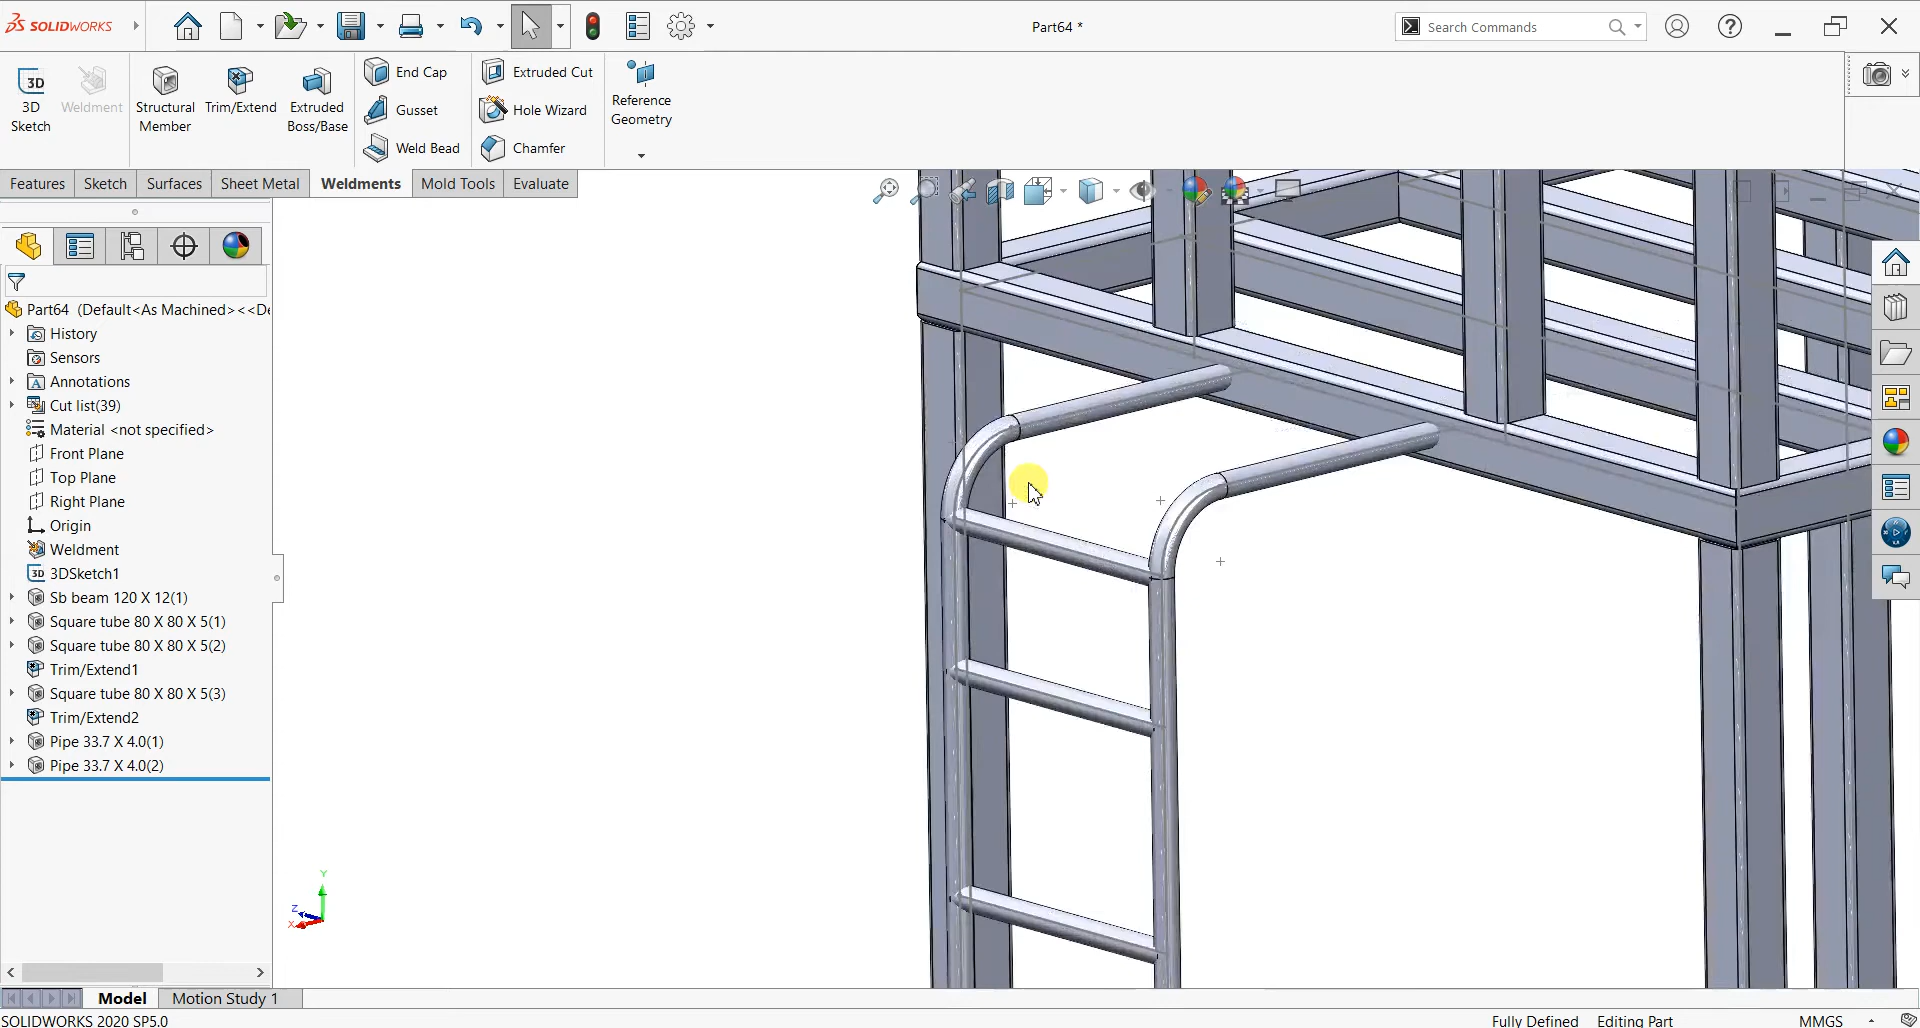 SOLIDWORKS
Part64 *
Search Commands
3D Sketch
Weldment
Structural Member
Trim/Extend
Extruded Boss/Base
End Cap
Gusset
Weld Bead
Extruded Cut
Hole Wizard
Chamfer
Reference Geometry
Features
Sketch
Surfaces
Sheet Metal
Weldments
Mold Tools
Evaluate
Part64 (Default<As Machined><<De
History
Sensors
Annotations
Cut list(39)
Material <not specified>
Front Plane
Top Plane
Right Plane
Origin
Weldment
3DSketch1
Sb beam 120 X 12(1)
Square tube 80 X 80 X 5(1)
Square tube 80 X 80 X 5(2)
Trim/Extend1
Square tube 80 X 80 X 5(3)
Trim/Extend2
Pipe 33.7 X 4.0(1)
Pipe 33.7 X 4.0(2)
Y
Z
X
Model
Motion Study 1
SOLIDWORKS 2020 SP5.0
Fully Defined
Editing Part
MMGS